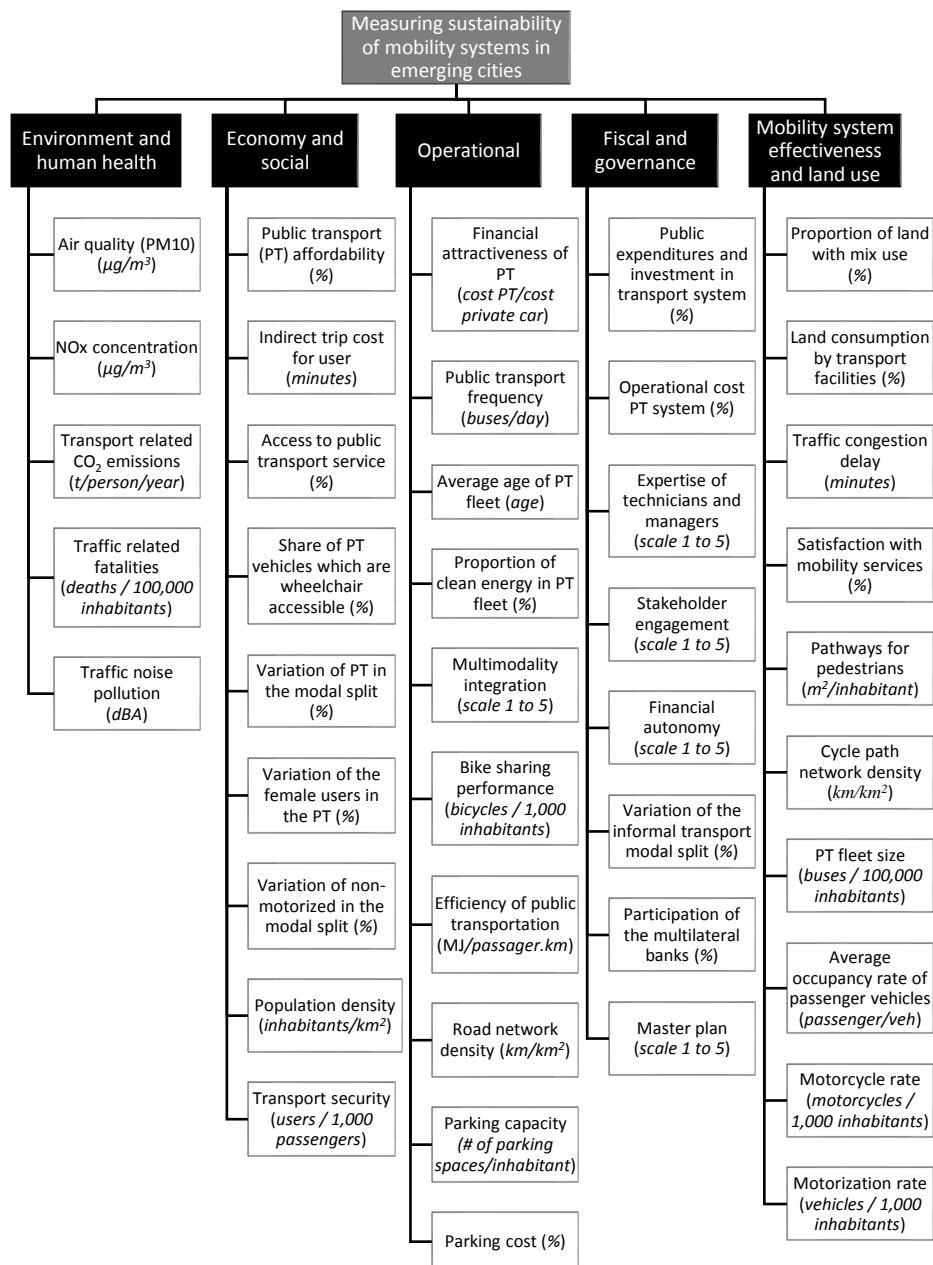 Measuring sustainability
of mobility systems in
emerging cities
Environment and
human health
Air quality (PM10)
(µg/m³)
NOx concentration
(µg/m³)
Transport related
CO₂ emissions
(t/person/year)
Traffic related
fatalities
(deaths / 100,000
inhabitants)
Traffic noise
pollution
(dBA)
Economy and
social
Public transport
(PT) affordability
(%)
Indirect trip cost
for user
(minutes)
Access to public
transport service
(%)
Share of PT
vehicles which are
wheelchair
accessible (%)
Variation of PT in
the modal split
(%)
Variation of the
female users in
the PT (%)
Variation of non-
motorized in the
modal split (%)
Population density
(inhabitants/km²)
Transport security
(users / 1,000
passengers)
Operational
Financial
attractiveness of
PT
(cost PT/cost
private car)
Public transport
frequency
(buses/day)
Average age of PT
fleet (age)
Proportion of
clean energy in PT
fleet (%)
Multimodality
integration
(scale 1 to 5)
Bike sharing
performance
(bicycles / 1,000
inhabitants)
Efficiency of public
transportation
(MJ/passager.km)
Road network
density (km/km²)
Parking capacity
(# of parking
spaces/inhabitant)
Parking cost (%)
Fiscal and
governance
Public
expenditures and
investment in
transport system
(%)
Operational cost
PT system (%)
Expertise of
technicians and
managers
(scale 1 to 5)
Stakeholder
engagement
(scale 1 to 5)
Financial
autonomy
(scale 1 to 5)
Variation of the
informal transport
modal split (%)
Participation of
the multilateral
banks (%)
Master plan
(scale 1 to 5)
Mobility system
effectiveness
and land use
Proportion of land
with mix use
(%)
Land consumption
by transport
facilities (%)
Traffic congestion
delay
(minutes)
Satisfaction with
mobility services
(%)
Pathways for
pedestrians
(m²/inhabitant)
Cycle path
network density
(km/km²)
PT fleet size
(buses / 100,000
inhabitants)
Average
occupancy rate of
passenger vehicles
(passenger/veh)
Motorcycle rate
(motorcycles /
1,000 inhabitants)
Motorization rate
(vehicles / 1,000
inhabitants)